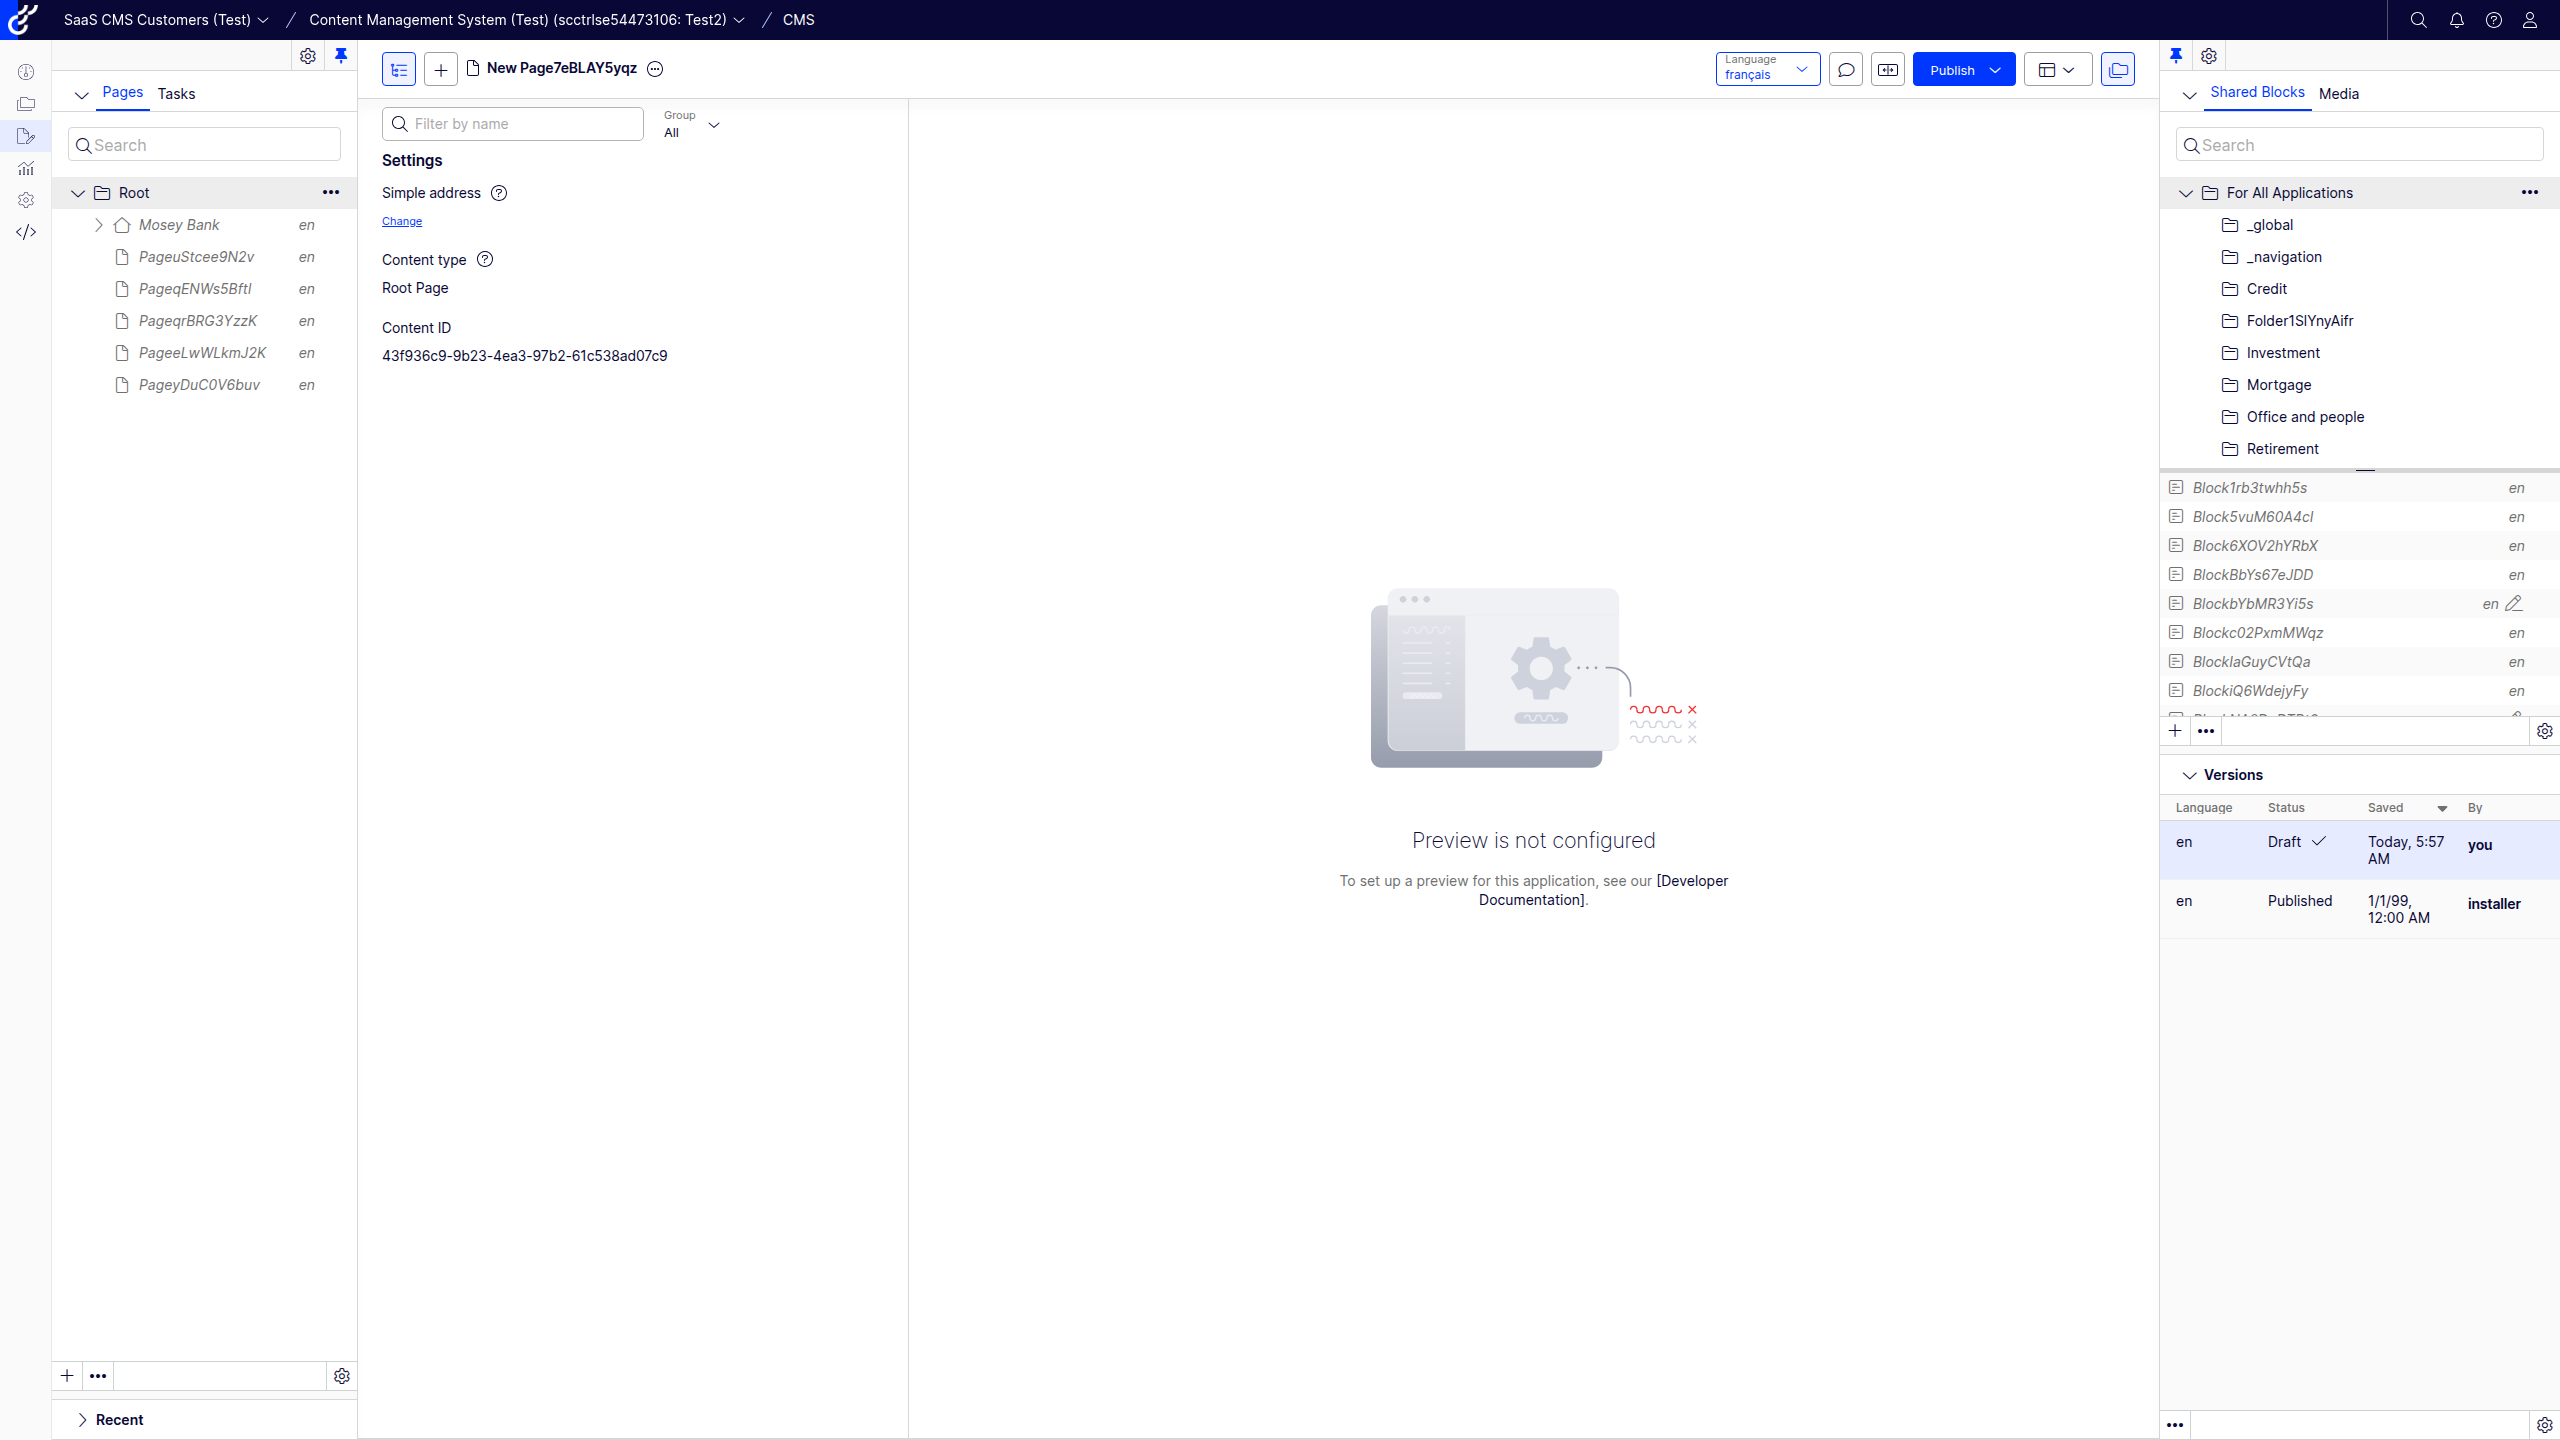 SaaS CMS Customers (Test) / Content Management System (Test) (scctrlse54473106: Test2) / CMS
Pages Tasks
Search
Root
Mosey Bank en
PageuStcee9N2v en
PageqENWs5BftI en
PageqrBRG3YzzK en
PageeLwWLkmJ2K en
PageyDuC0V6buv en
Recent
New Page7eBLAY5yqz
Language
français
Publish
Filter by name
Group
All
Settings
Simple address
Change
Content type
Root Page
Content ID
43f936c9-9b23-4ea3-97b2-61c538ad07c9
Preview is not configured
To set up a preview for this application, see our [Developer
Documentation].
Shared Blocks Media
Search
For All Applications
_global
_navigation
Credit
Folder1SlYnyAifr
Investment
Mortgage
Office and people
Retirement
Block1rb3twhh5s en
Block5vuM60A4cI en
Block6XOV2hYRbX en
BlockBbYs67eJDD en
BlockbYbMR3Yi5s en
Blockc02PxmMWqz en
BlockIaGuyCVtQa en
BlockiQ6WdejyFy en
Versions
Language Status Saved By
en Draft Today, 5:57 AM you
en Published 1/1/99, 12:00 AM installer